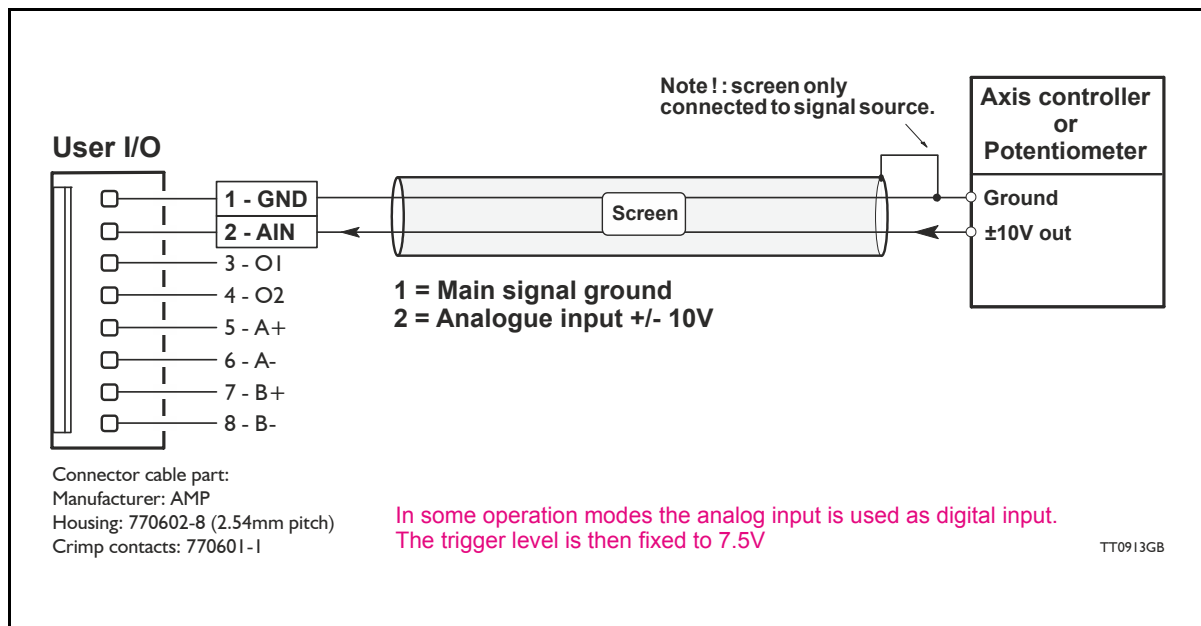 Note ! : screen only
connected to signal source.
Axis controller
or
Potentiometer
User I/O
1 - GND
2 - AIN
3 - O1
4 - O2
5 - A+
6 - A-
7 - B+
8 - B-
Screen
Ground
±10V out
1 = Main signal ground
2 = Analogue input +/- 10V
Connector cable part:
Manufacturer: AMP
Housing: 770602-8 (2.54mm pitch)
Crimp contacts: 770601-1
In some operation modes the analog input is used as digital input.
The trigger level is then fixed to 7.5V
TT0913GB